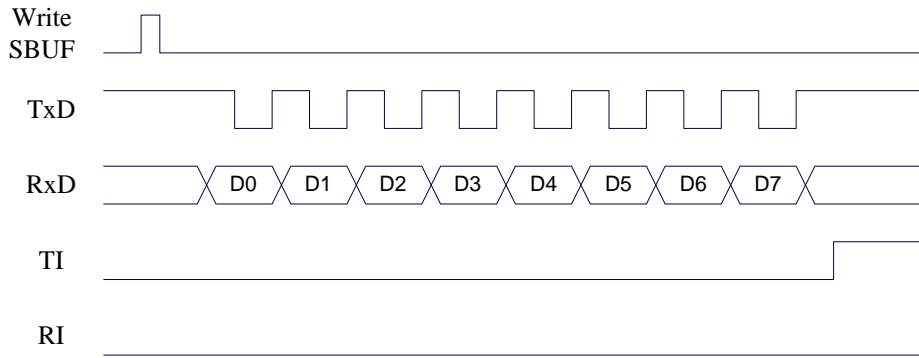 Write
SBUF
TxD
RxD
D0 D1 D2 D3 D4 D5 D6 D7
TI
RI